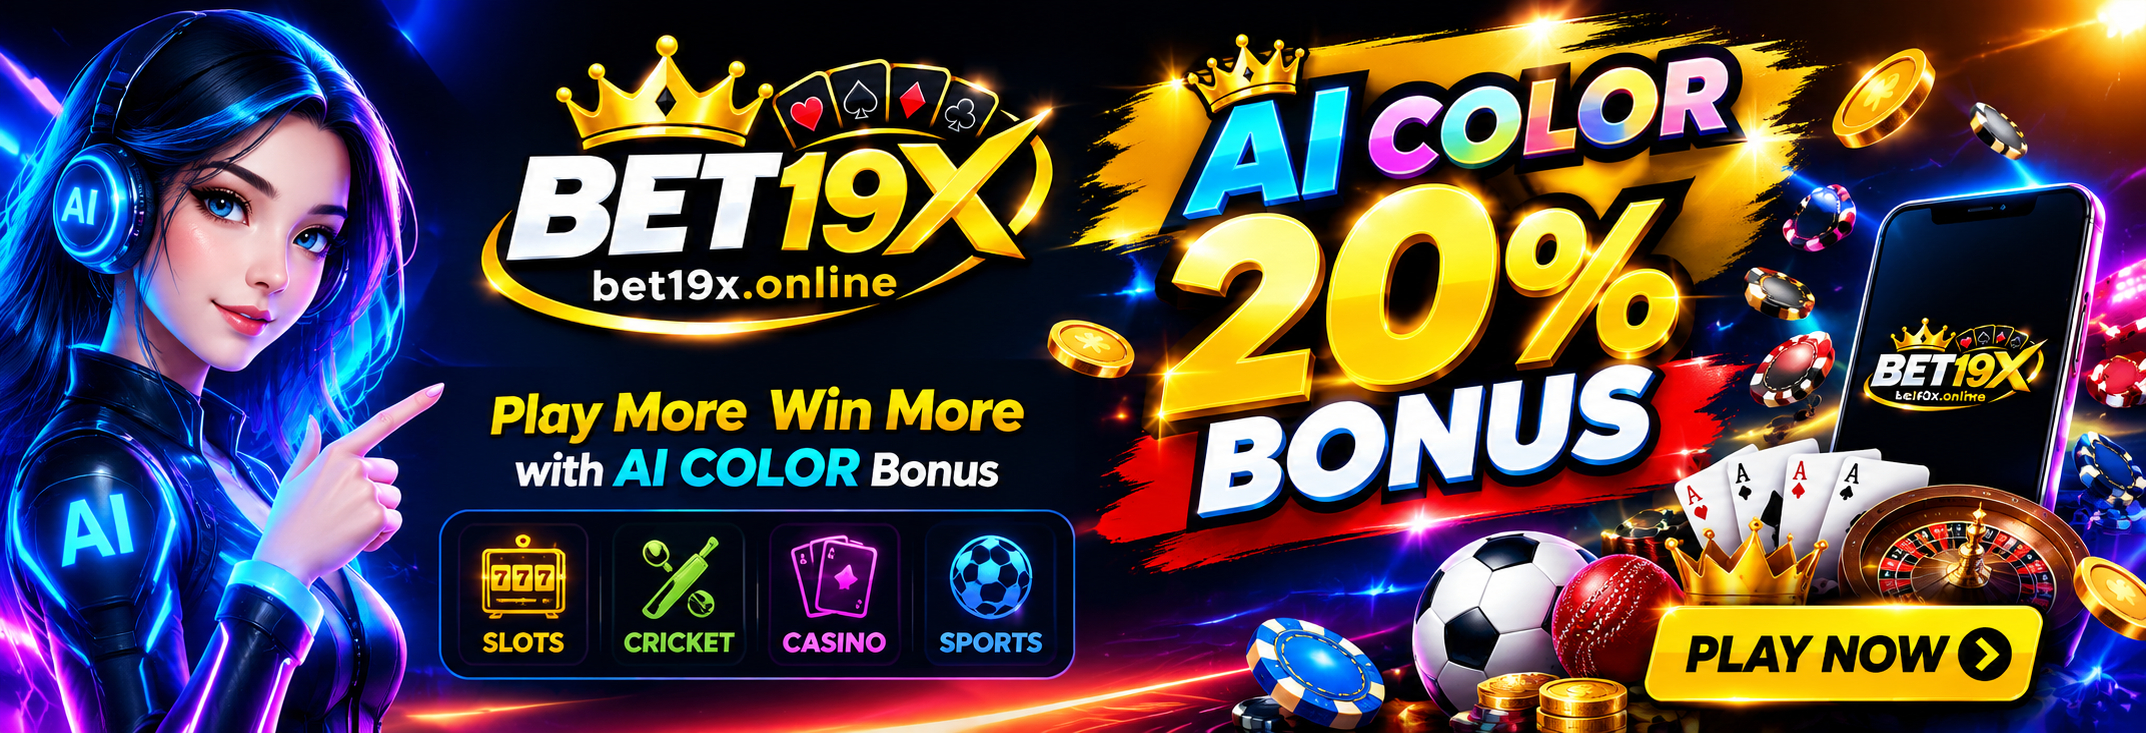 AI
AI
BET19X
bet19x.online
Play More Win More
with AI COLOR Bonus
777
SLOTS
CRICKET
CASINO
SPORTS
AI COLOR
20%
BONUS
BET19X
A
A
A
A
PLAY NOW